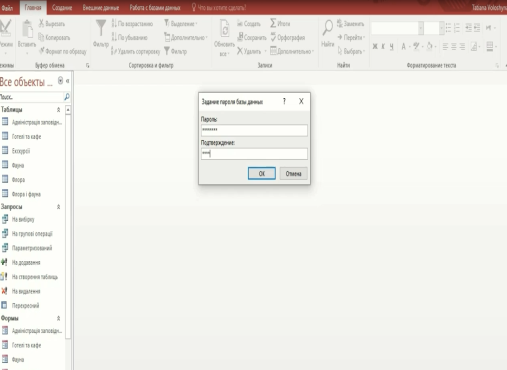 Файл Главная Создание Внешние данные Работа с базами данных Что вы хотите сделать? Tatiana Voloshyna
Режим
Вставить
Вырезать
Копировать
Формат по образцу
Буфер обмена
Фильтр
По возрастанию
По убыванию
Удалить сортировку
Выделение
Дополнительно
Фильтр
Сортировка и фильтр
Обновить все
Создать
Сохранить
Удалить
Итоги
Орфография
Дополнительно
Записи
Найти
Заменить
Перейти
Выбрать
Найти
Ж К Ч
Форматирование текста
Все объекты ...
Поиск...
Таблицы
Адміністрація заповідн...
Готелі та кафе
Екскурсії
Фауна
Флора
Флора і фауна
Запросы
На вибірку
На групові операції
Параметризований
На додавання
На створення таблиць
На видалення
Перехресний
Формы
Адміністрація заповідн...
Готелі та кафе
Фауна
Задание пароля базы данных ? X
Пароль:
********
Подтверждение:
****
ОК Отмена